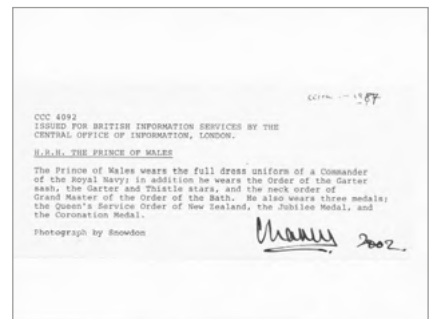 1984
CCC 4092
ISSUED FOR BRITISH INFORMATION SERVICES BY THE
CENTRAL OFFICE OF INFORMATION, LONDON.
H.R.H. THE PRINCE OF WALES
The Prince of Wales wears the full dress uniform of a Commander
of the Royal Navy; in addition he wears the Order of the Garter
sash, the Garter and Thistle stars, and the neck order of
Grand Master of the Order of the Bath. He also wears three medals;
the Queen's Service Order of New Zealand, the Jubilee Medal, and
the Coronation Medal.
Photograph by Snowdon
2002.